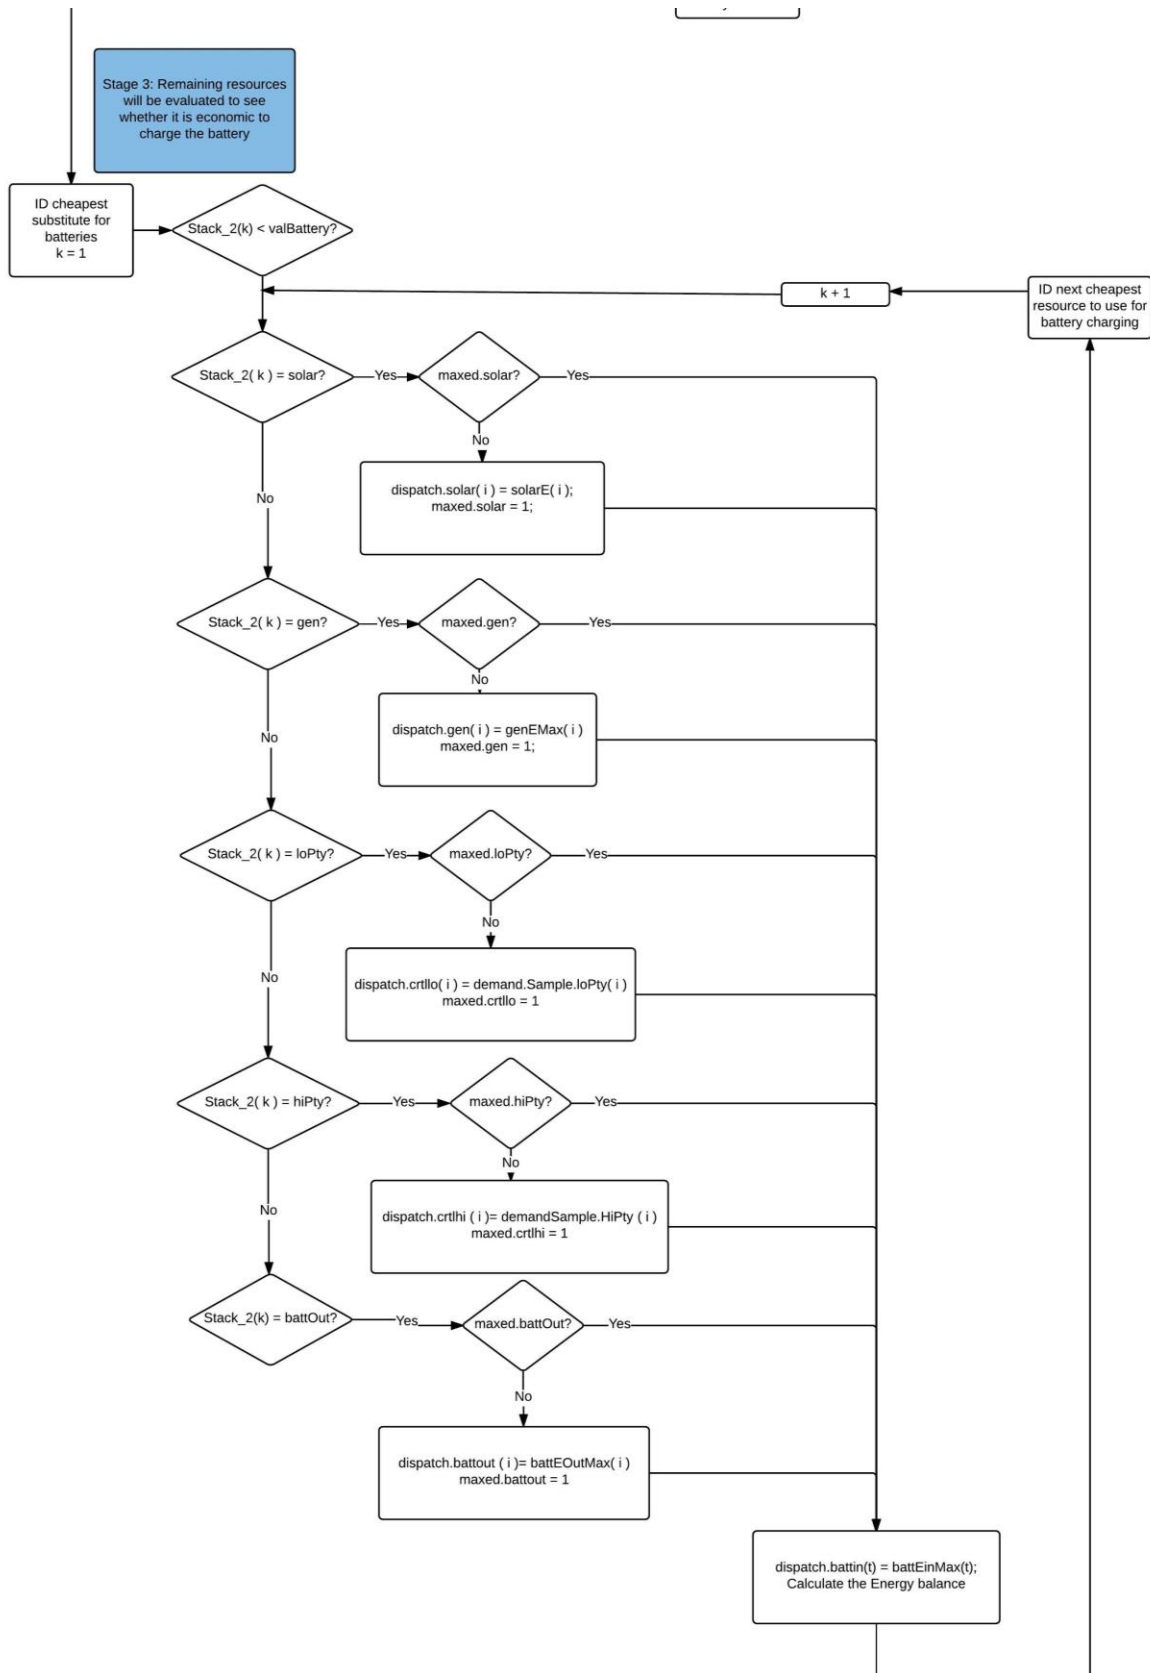 Stage 3: Remaining resources
will be evaluated to see
whether it is economic to
charge the battery
ID cheapest
substitute for
batteries
k = 1
Stack_2(k) < valBattery?
k + 1
ID next cheapest
resource to use for
battery charging
Stack_2( k ) = solar?
Yes
maxed.solar?
Yes
No
dispatch.solar( i ) = solarE( i );
maxed.solar = 1;
No
Stack_2( k ) = gen?
Yes
maxed.gen?
Yes
No
dispatch.gen( i ) = genEMax( i )
maxed.gen = 1;
No
Stack_2( k ) = loPty?
Yes
maxed.loPty?
Yes
No
dispatch.crtllo( i ) = demand.Sample.loPty( i )
maxed.crtllo = 1
No
Stack_2( k ) = hiPty?
Yes
maxed.hiPty?
Yes
No
dispatch.crtlhi ( i )= demandSample.HiPty ( i )
maxed.crtlhi = 1
No
Stack_2(k) = battOut?
Yes
maxed.battOut?
Yes
No
dispatch.battout ( i )= battEOutMax( i )
maxed.battout = 1
dispatch.battin(t) = battEinMax(t);
Calculate the Energy balance